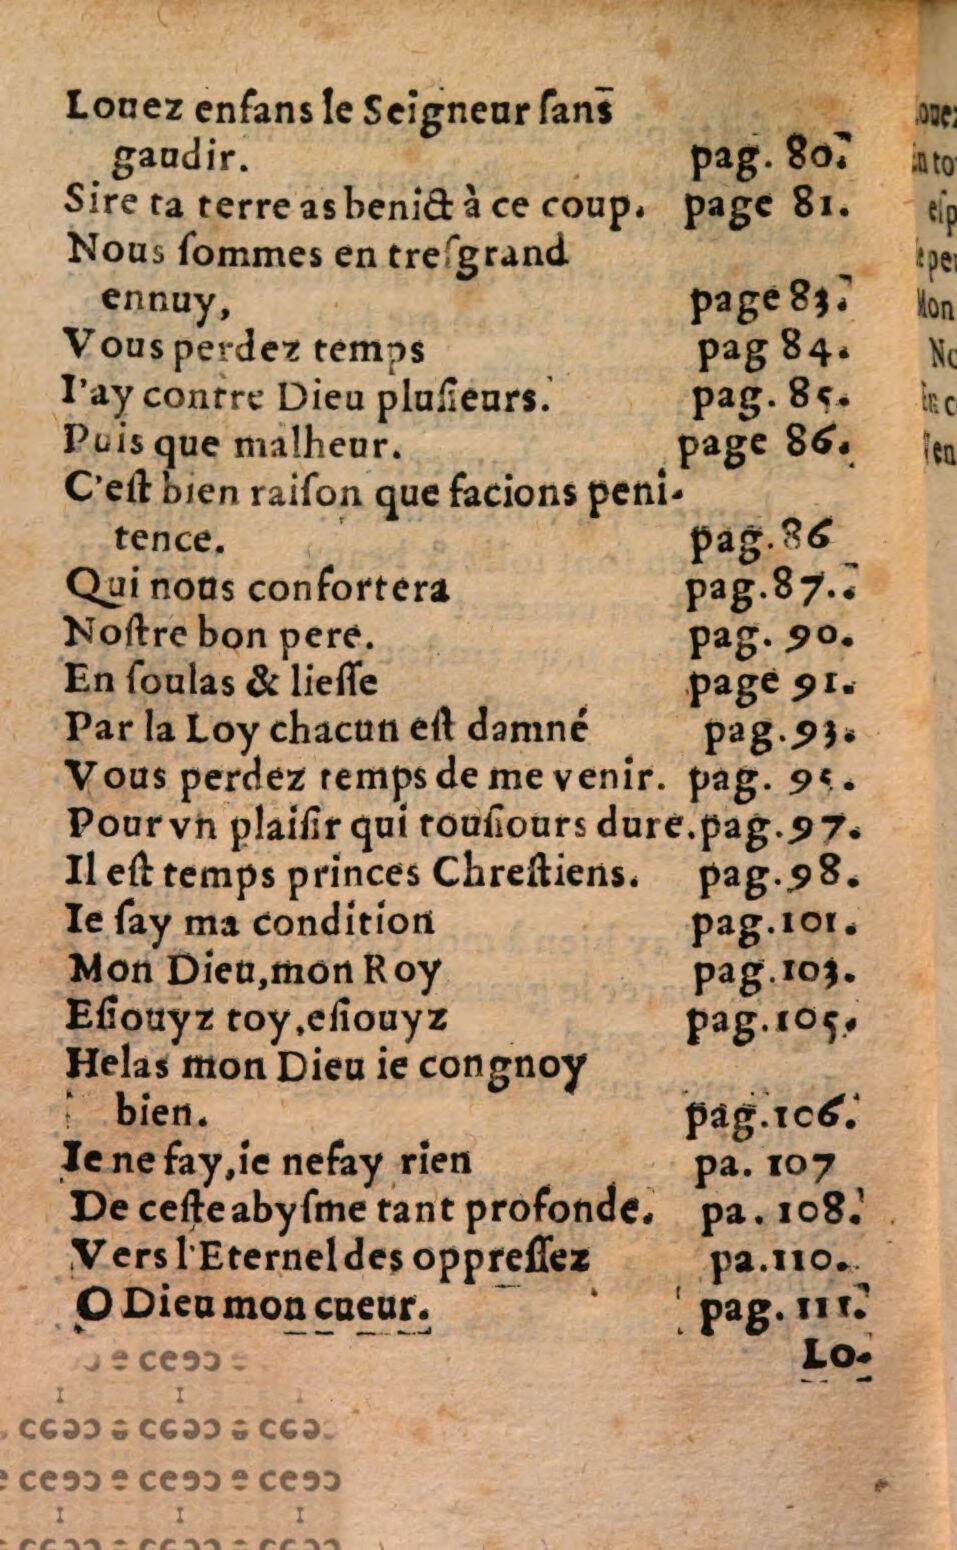 Louez enfans le Seigneur ſans
gaudir. pag. 80.
Sire ta terre as beniƈt à ce coup. page 81.
Nous ſommes en treſgrand
ennuy, page 83.
Vous perdez temps pag 84.
I'ay contre Dieu pluſieurs. pag. 85.
Puis que malheur. page 86.
C'eſt bien raiſon que facions peni-
tence. pag. 86
Qui nous confortera pag. 87.
Noſtre bon pere. pag. 90.
En ſoulas & lieſſe page 91.
Par la Loy chacun eſt damné pag. 93.
Vous perdez temps de me venir. pag. 95.
Pour vn plaiſir qui touſiours dure. pag. 97.
Il eſt temps princes Chreſtiens. pag. 98.
Ie ſay ma condition pag. 101.
Mon Dieu, mon Roy pag. 103.
Eſiouyz toy, eſiouyz pag. 105.
Helas mon Dieu ie congnoy
bien. pag. 106.
Ie ne fay, ie ne fay rien pa. 107
De ceſte abyſme tant profonde. pa. 108.
Vers l'Eternel des oppreſſez pa. 110.
O Dieu mon cueur. pag. 111.
Lo-